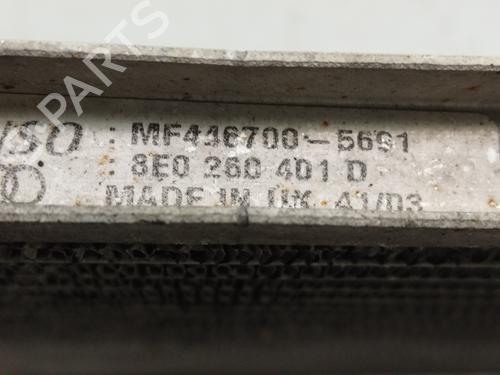 : MF446700-5691
: 8E0 260 401 D
MADE IN UK 41/03
B-PARTS